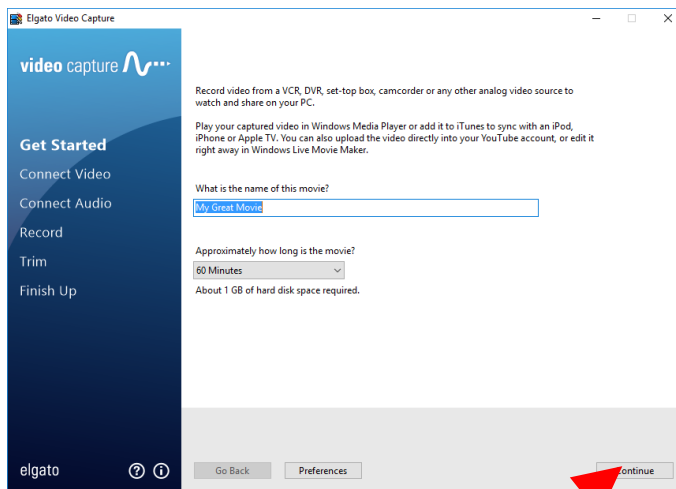 Elgato Video Capture
video capture
Get Started
Connect Video
Connect Audio
Record
Trim
Finish Up
elgato
Record video from a VCR, DVR, set-top box, camcorder or any other analog video source to
watch and share on your PC.
Play your captured video in Windows Media Player or add it to iTunes to sync with an iPod,
iPhone or Apple TV. You can also upload the video directly into your YouTube account, or edit it
right away in Windows Live Movie Maker.
What is the name of this movie?
My Great Movie
Approximately how long is the movie?
60 Minutes
About 1 GB of hard disk space required.
Go Back
Preferences
Continue